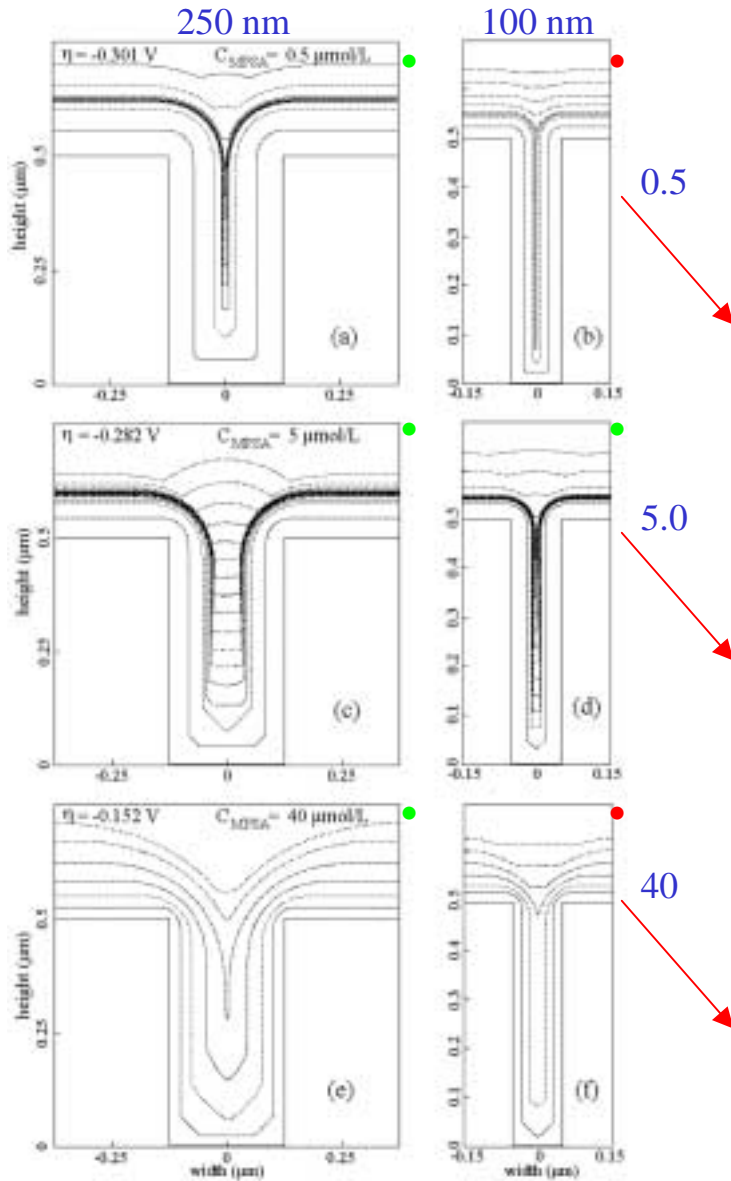 250 nm 100 nm
η = -0.301 V C_MPSA = 0.5 μmol/L
height (μm)
0.5
0.25
0
-0.25 0 0.25
(a)
0.5
0.4
0.3
0.2
0.1
0
-0.15 0 0.15
(b)
0.5
η = -0.282 V C_MPSA = 5 μmol/L
height (μm)
0.5
0.25
0
-0.25 0 0.25
(c)
0.5
0.4
0.3
0.2
0.1
0
-0.15 0 0.15
(d)
5.0
η = -0.152 V C_MPSA = 40 μmol/L
height (μm)
0.5
0.25
0
-0.25 0 0.25
width (μm)
(e)
0.5
0.4
0.3
0.2
0.1
0
-0.15 0 0.15
width (μm)
(f)
40